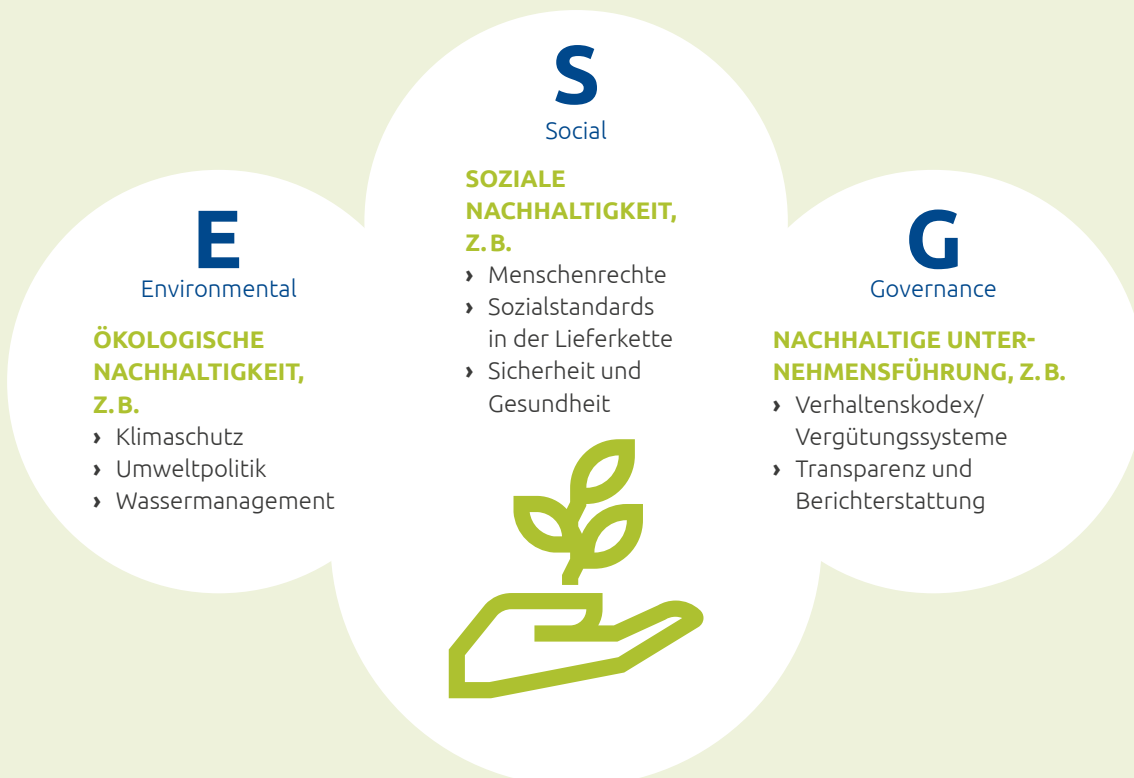 E
Environmental
ÖKOLOGISCHE
NACHHALTIGKEIT,
Z. B.
› Klimaschutz
› Umweltpolitik
› Wassermanagement
S
Social
SOZIALE
NACHHALTIGKEIT,
Z. B.
› Menschenrechte
› Sozialstandards
in der Lieferkette
› Sicherheit und
Gesundheit
G
Governance
NACHHALTIGE UNTER-
NEHMENSFÜHRUNG, Z. B.
› Verhaltenskodex/
Vergütungssysteme
› Transparenz und
Berichterstattung